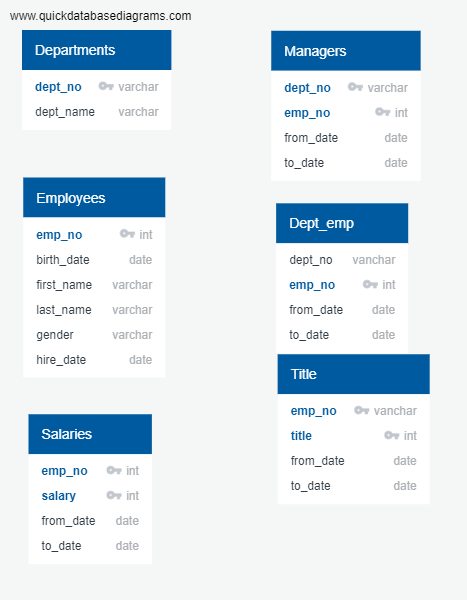 www.quickdatabasediagrams.com
Departments
dept_no varchar
dept_name varchar
Managers
dept_no varchar
emp_no int
from_date date
to_date date
Employees
emp_no int
birth_date date
first_name varchar
last_name varchar
gender varchar
hire_date date
Dept_emp
dept_no vanchar
emp_no int
from_date date
to_date date
Salaries
emp_no int
salary int
from_date date
to_date date
Title
emp_no vanchar
title int
from_date date
to_date date